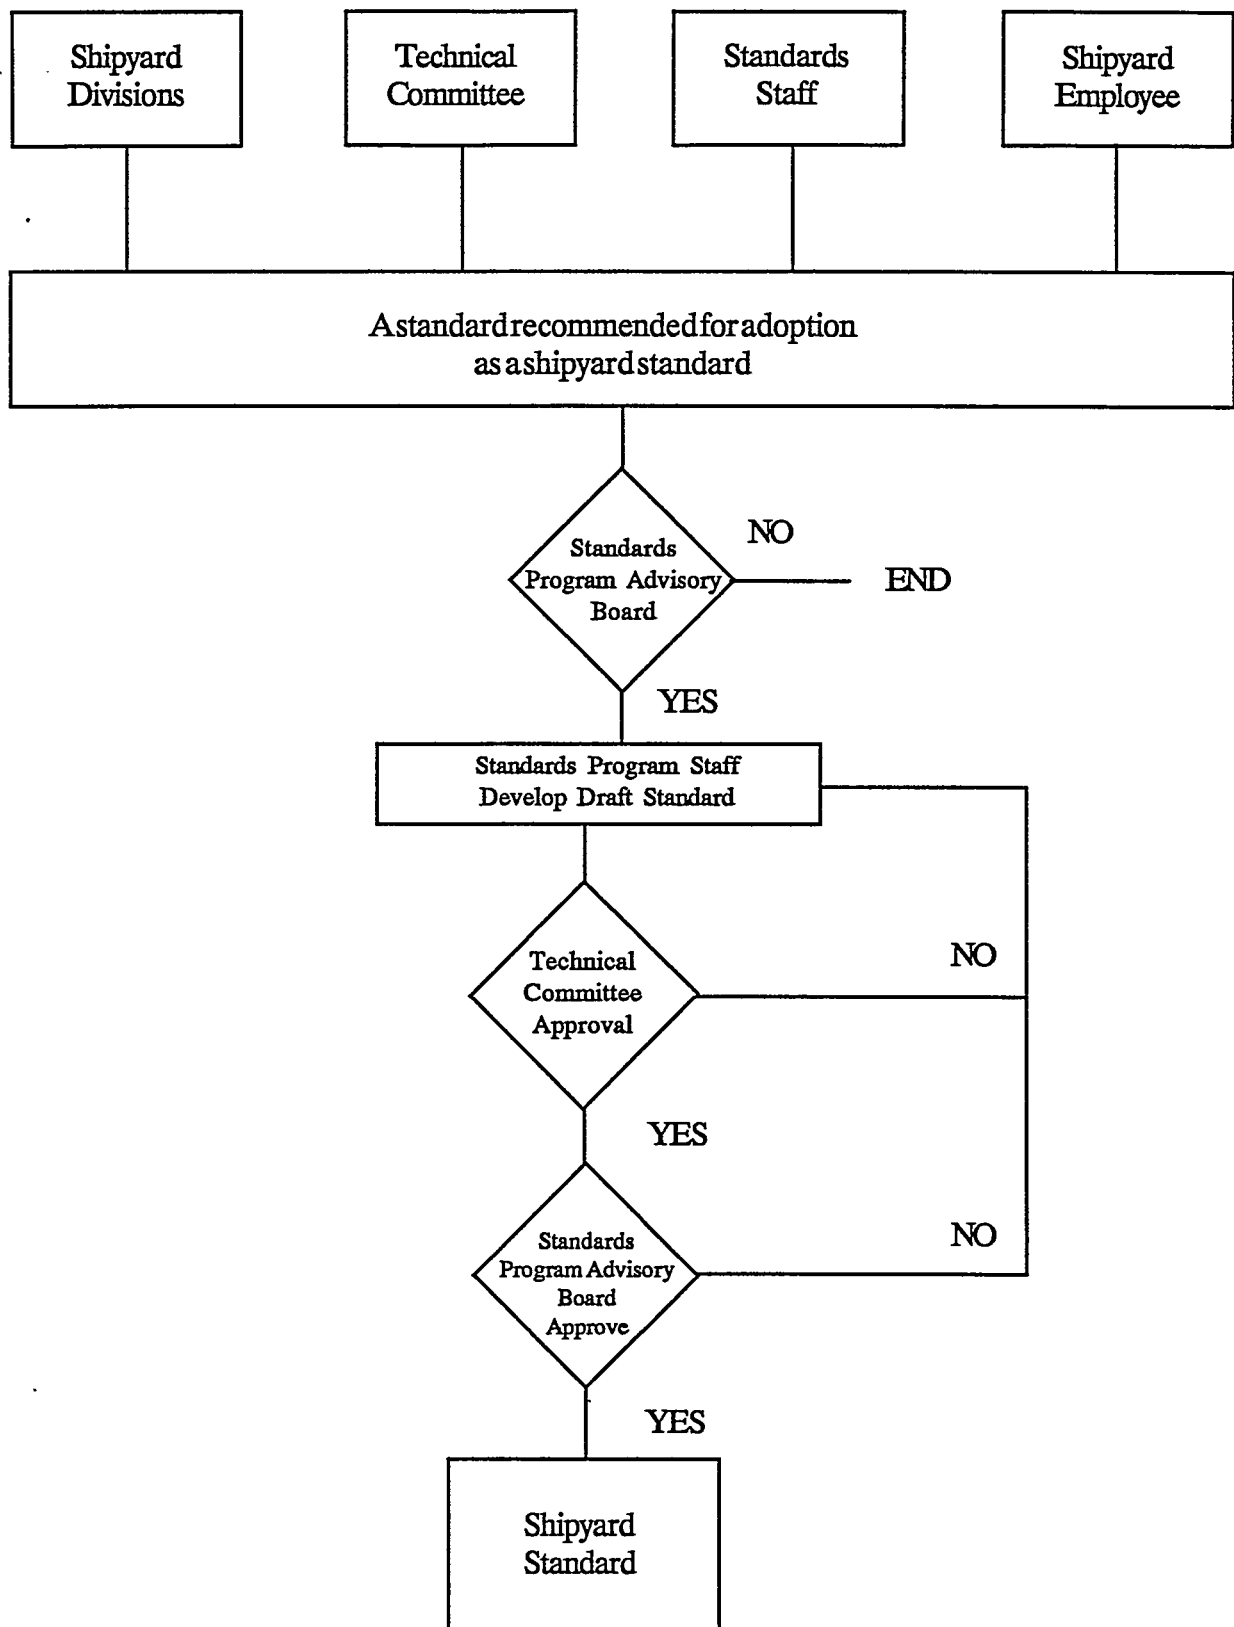 Shipyard
Divisions
Technical
Committee
Standards
Staff
Shipyard
Employee
A standard recommended for adoption
as a shipyard standard
Standards
Program Advisory
Board
NO
END
YES
Standards Program Staff
Develop Draft Standard
Technical
Committee
Approval
NO
YES
Standards
Program Advisory
Board
Approve
NO
YES
Shipyard
Standard